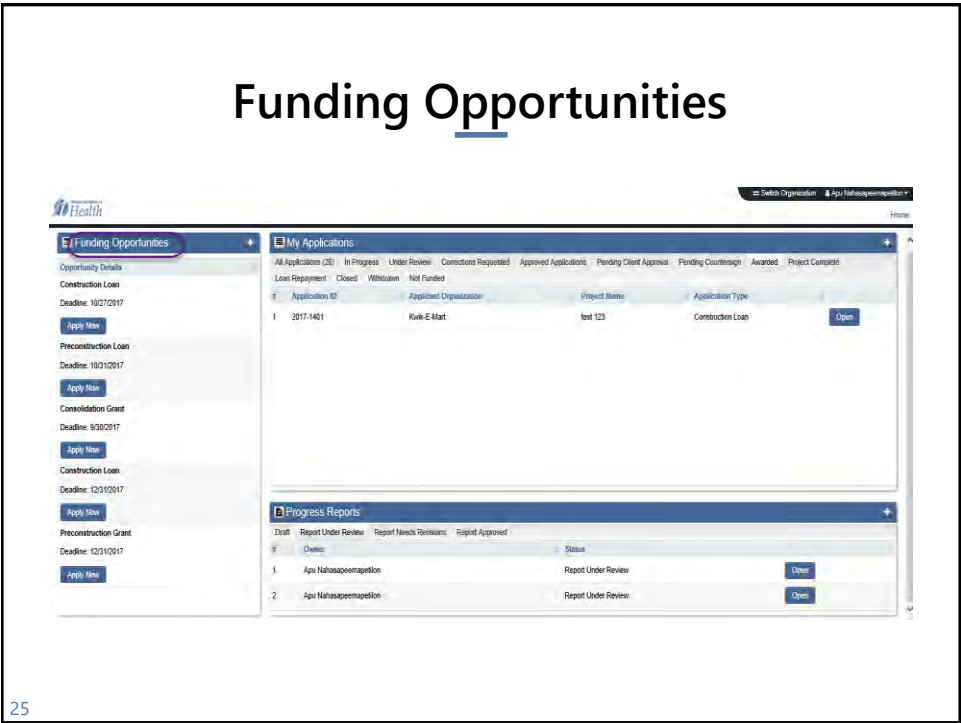 Funding Opportunities
Switch Organization Apu Nahasapeemapetilon
Health
Home
Funding Opportunities
Opportunity Details
Construction Loan
Deadline: 10/27/2017
Apply Now
Preconstruction Loan
Deadline: 10/31/2017
Apply Now
Consolidation Grant
Deadline: 9/30/2017
Apply Now
Construction Loan
Deadline: 12/31/2017
Apply Now
Preconstruction Grant
Deadline: 12/31/2017
Apply Now
My Applications
All Applications (26) In Progress Under Review Corrections Requested Approved Applications Pending Client Approval Pending Countersign Awarded Project Complete
Loan Repayment Closed Withdrawn Not Funded
# Application ID Applicant Organization Project Name Application Type
1 2017-1401 Kwik-E-Mart test 123 Construction Loan Open
Progress Reports
Draft Report Under Review Report Needs Revisions Report Approved
# Owner Status
1 Apu Nahasapeemapetilon Report Under Review Open
2 Apu Nahasapeemapetilon Report Under Review Open
25